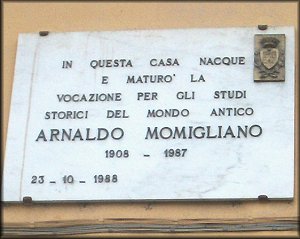 IN QUESTA CASA NACQUE
E MATURO' LA
VOCAZIONE PER GLI STUDI
STORICI DEL MONDO ANTICO
ARNALDO MOMIGLIANO
1908 - 1987
23 - 10 - 1988